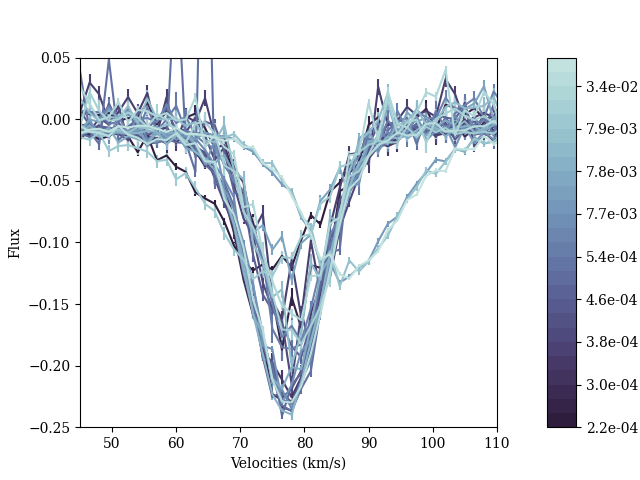 0.05
0.00
−0.05
−0.10
−0.15
−0.20
−0.25
Flux
50 60 70 80 90 100 110
Velocities (km/s)
3.4e-02
7.9e-03
7.8e-03
7.7e-03
5.4e-04
4.6e-04
3.8e-04
3.0e-04
2.2e-04